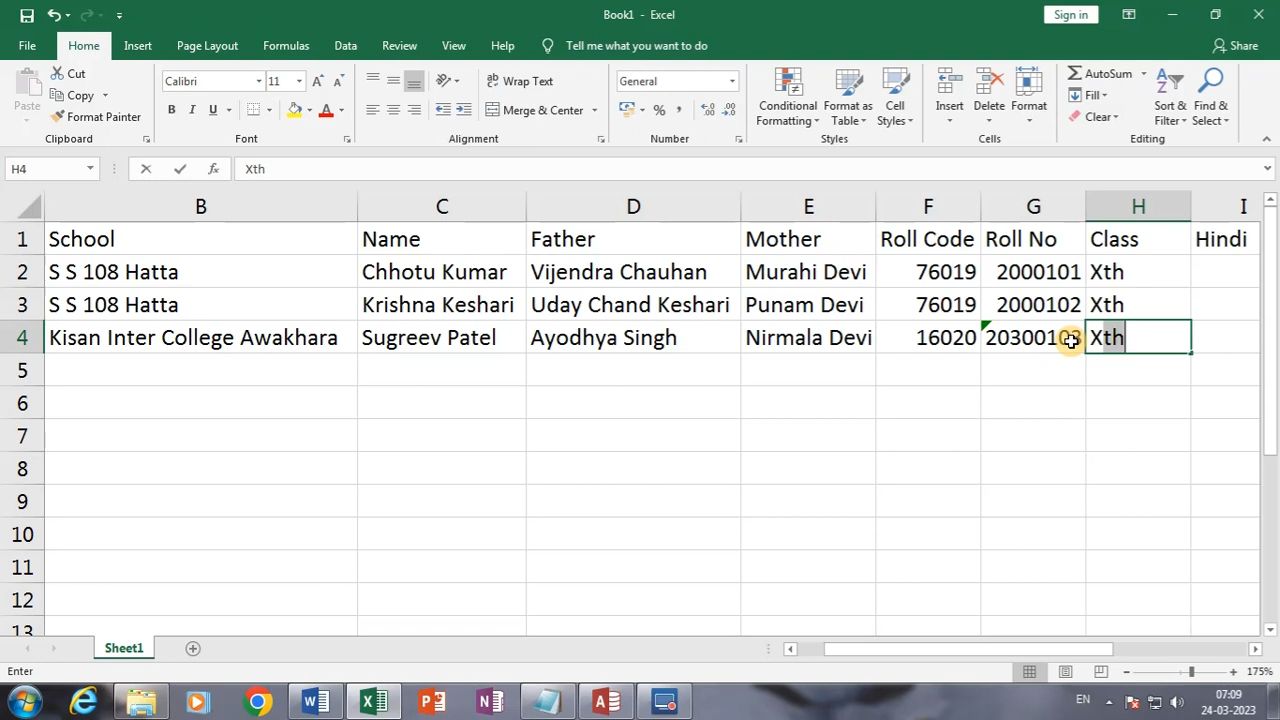 Book1 - Excel
Sign in
File Home Insert Page Layout Formulas Data Review View Help Tell me what you want to do Share
Cut
Copy
Format Painter
Paste
Clipboard
Calibri 11
B I U
Font
Wrap Text
Merge & Center
Alignment
General
Number
Conditional Formatting
Format as Table
Cell Styles
Styles
Insert Delete Format
Cells
AutoSum
Fill
Clear
Sort & Filter
Find & Select
Editing
H4 fx Xth
B C D E F G H I
1 School Name Father Mother Roll Code Roll No Class Hindi
2 S S 108 Hatta Chhotu Kumar Vijendra Chauhan Murahi Devi 76019 2000101 Xth
3 S S 108 Hatta Krishna Keshari Uday Chand Keshari Punam Devi 76019 2000102 Xth
4 Kisan Inter College Awakhara Sugreev Patel Ayodhya Singh Nirmala Devi 16020 20300103 Xth
5
6
7
8
9
10
11
12
13
Sheet1
Enter 175%
EN 07:09
24-03-2023